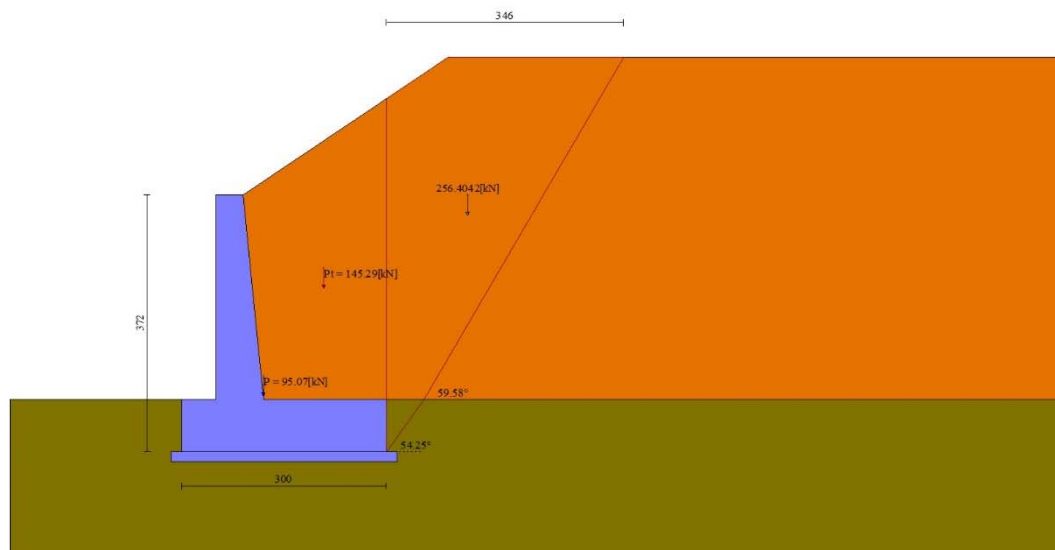 346
256.4042[kN]
Pt = 145.29[kN]
372
P = 95.07[kN]
59.58°
54.25°
300